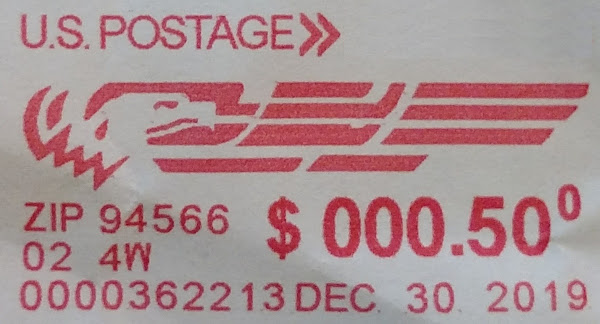 U.S. POSTAGE>>
ZIP 94566 $ 000.50⁰
02 4W
0000362213 DEC. 30 2019